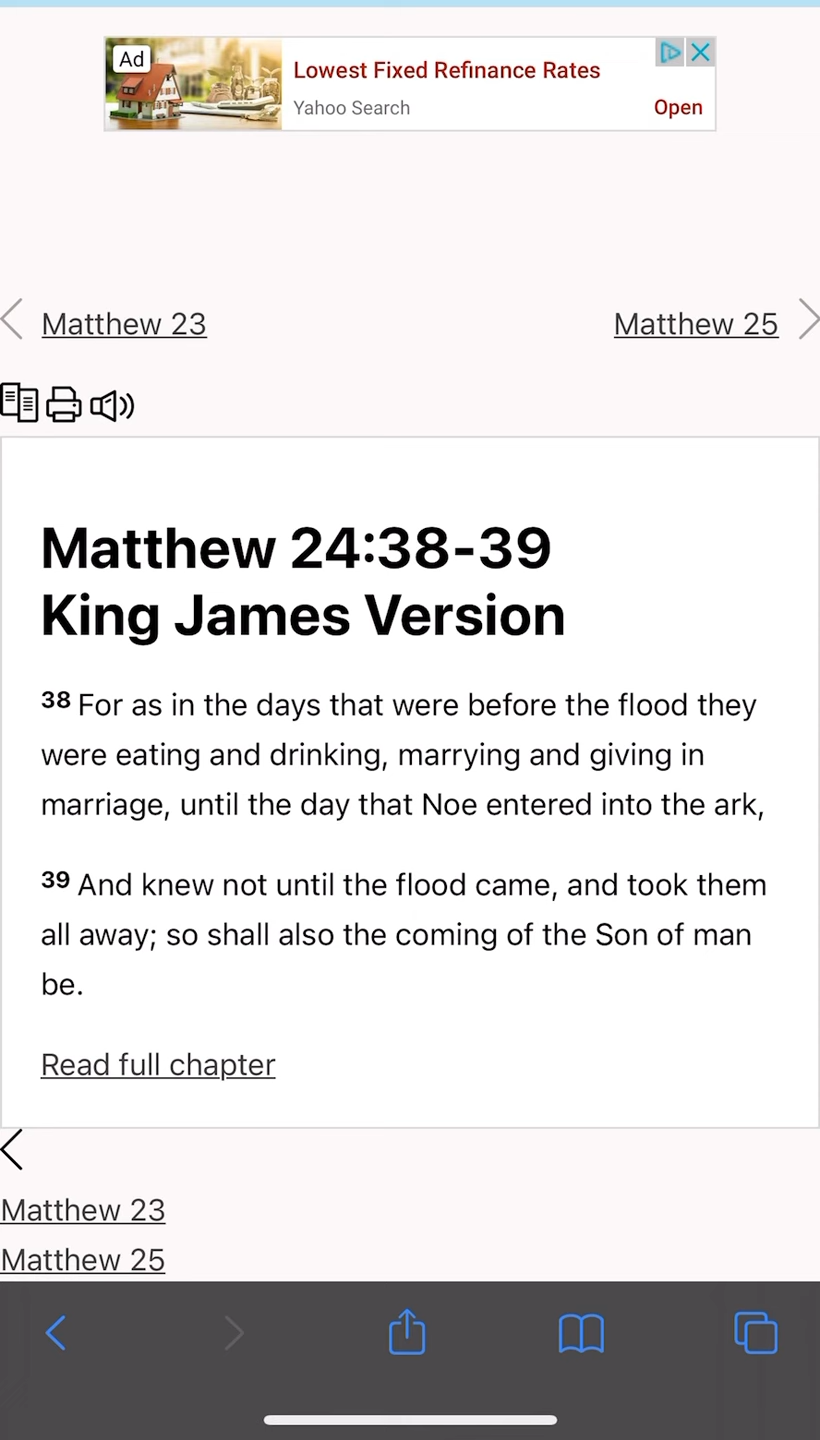 Ad
Lowest Fixed Refinance Rates
Yahoo Search
Open
Matthew 23
Matthew 25
Matthew 24:38-39
King James Version
38 For as in the days that were before the flood they
were eating and drinking, marrying and giving in
marriage, until the day that Noe entered into the ark,
39 And knew not until the flood came, and took them
all away; so shall also the coming of the Son of man
be.
Read full chapter
Matthew 23
Matthew 25